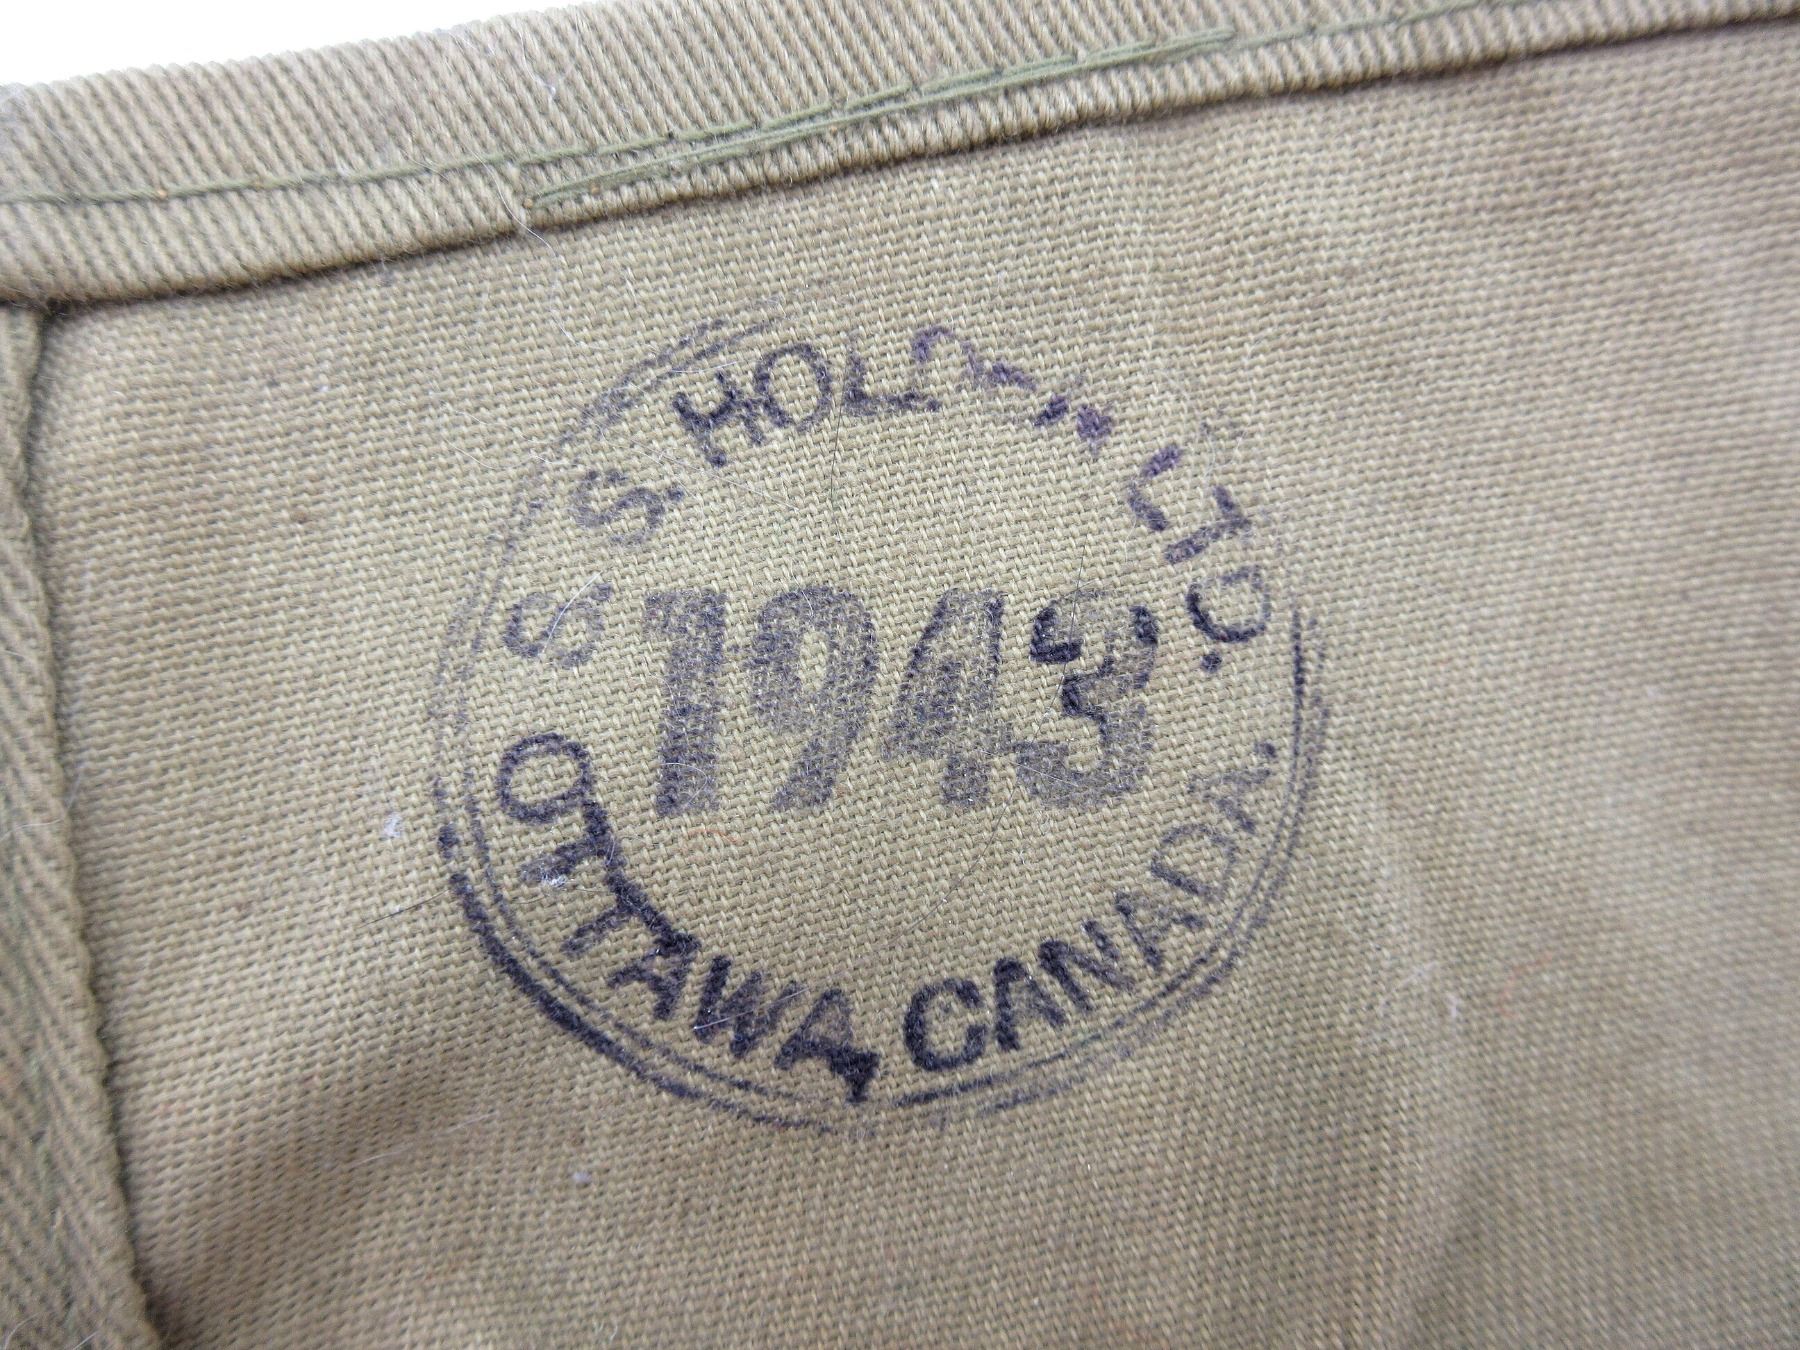 S. S. LTD.
1943
OTTAWA CANADA.